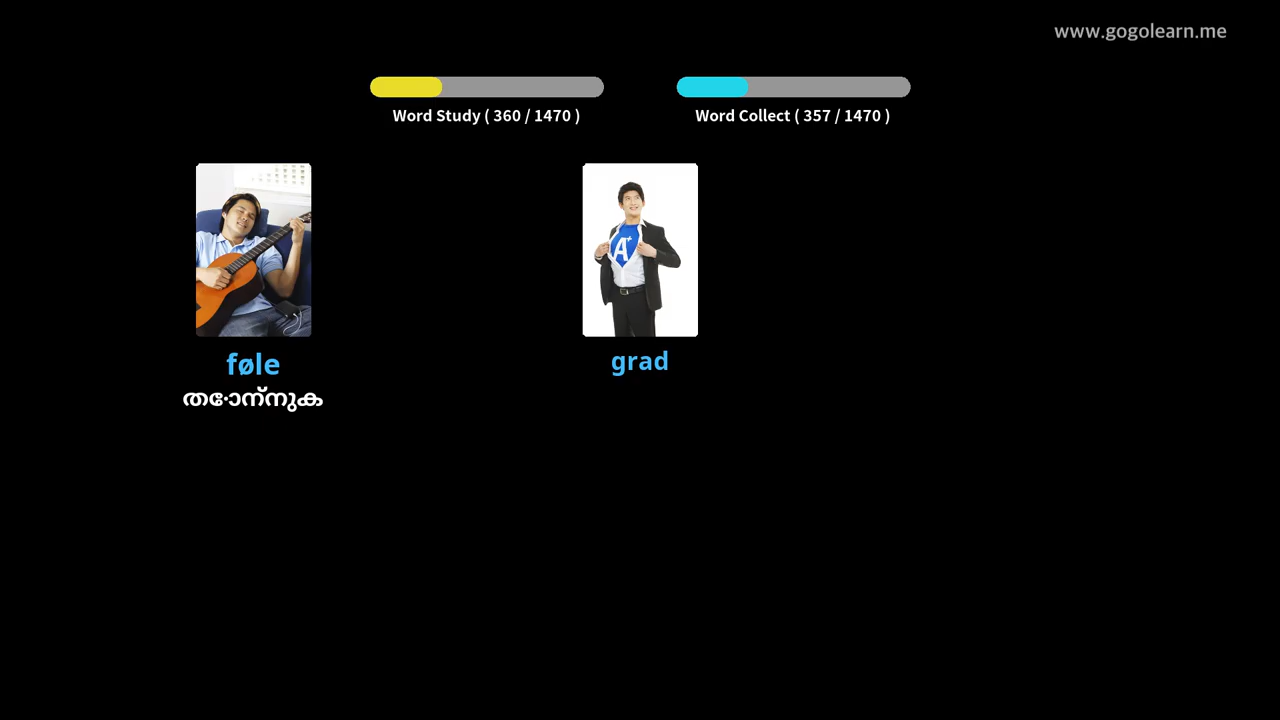 www.gogolearn.me
Word Study ( 360 / 1470 )
Word Collect ( 357 / 1470 )
A+
føle
grad
തോന്നുക